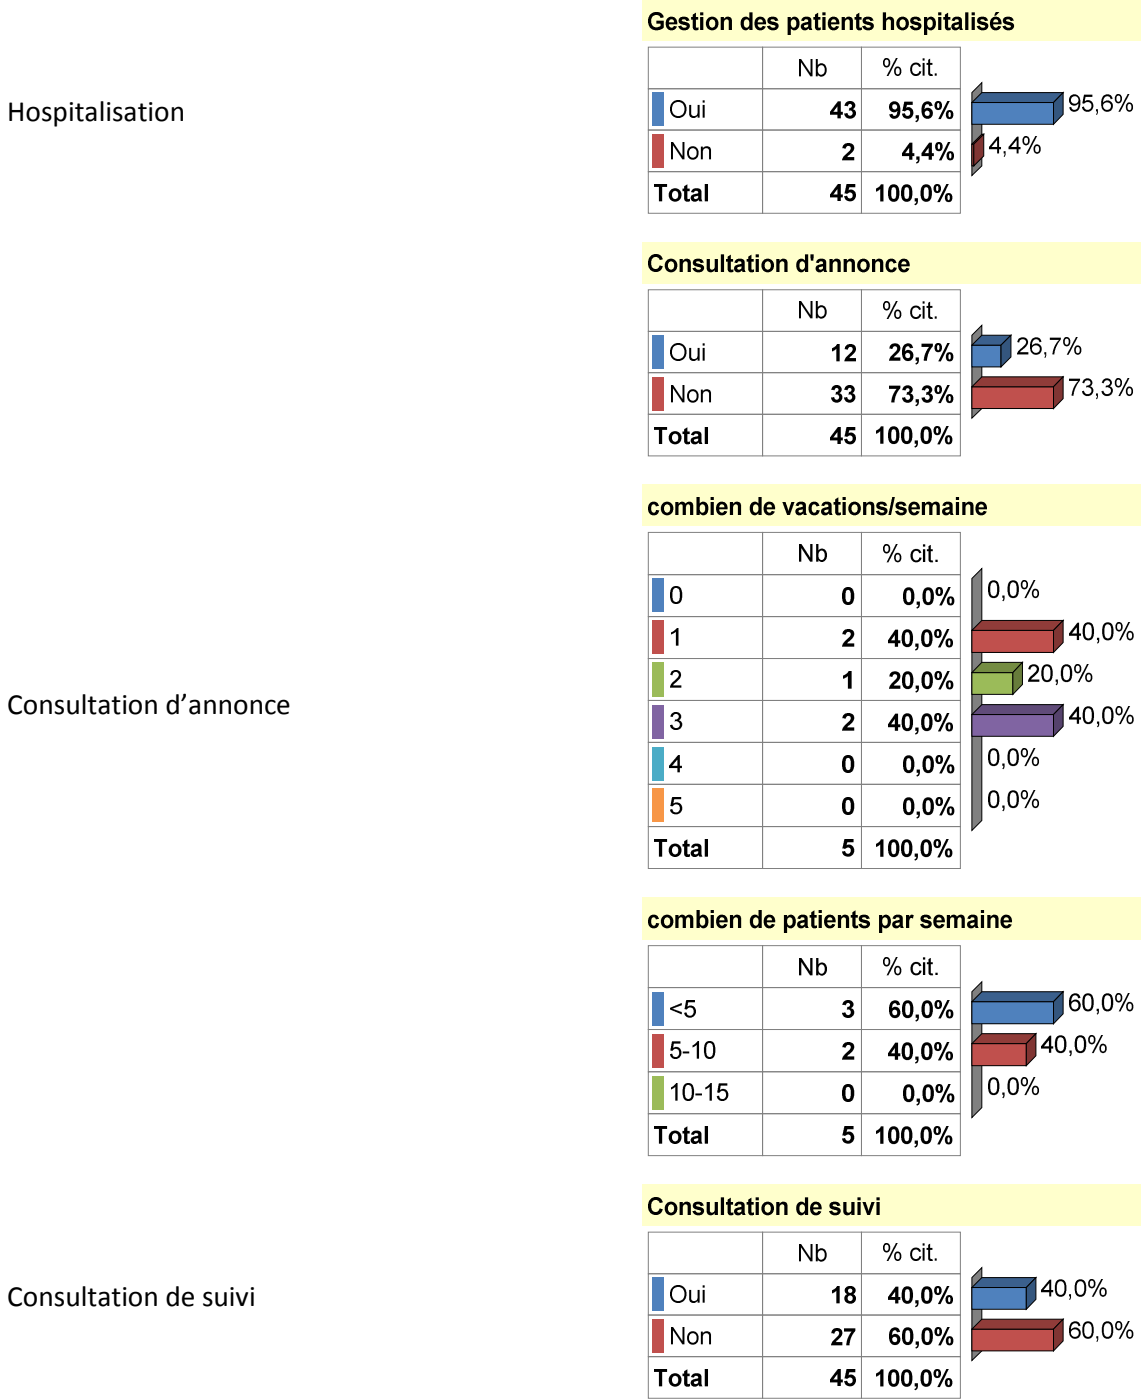 Gestion des patients hospitalisés
Nb % cit.
Hospitalisation
Oui 43 95,6% 95,6%
Non 2 4,4% 4,4%
Total 45 100,0%
Consultation d'annonce
Nb % cit.
Oui 12 26,7% 26,7%
Non 33 73,3% 73,3%
Total 45 100,0%
combien de vacations/semaine
Nb % cit.
0 0 0,0% 0,0%
1 2 40,0% 40,0%
2 1 20,0% 20,0%
Consultation d’annonce
3 2 40,0% 40,0%
4 0 0,0% 0,0%
5 0 0,0% 0,0%
Total 5 100,0%
combien de patients par semaine
Nb % cit.
<5 3 60,0% 60,0%
5-10 2 40,0% 40,0%
10-15 0 0,0% 0,0%
Total 5 100,0%
Consultation de suivi
Nb % cit.
Consultation de suivi
Oui 18 40,0% 40,0%
Non 27 60,0% 60,0%
Total 45 100,0%